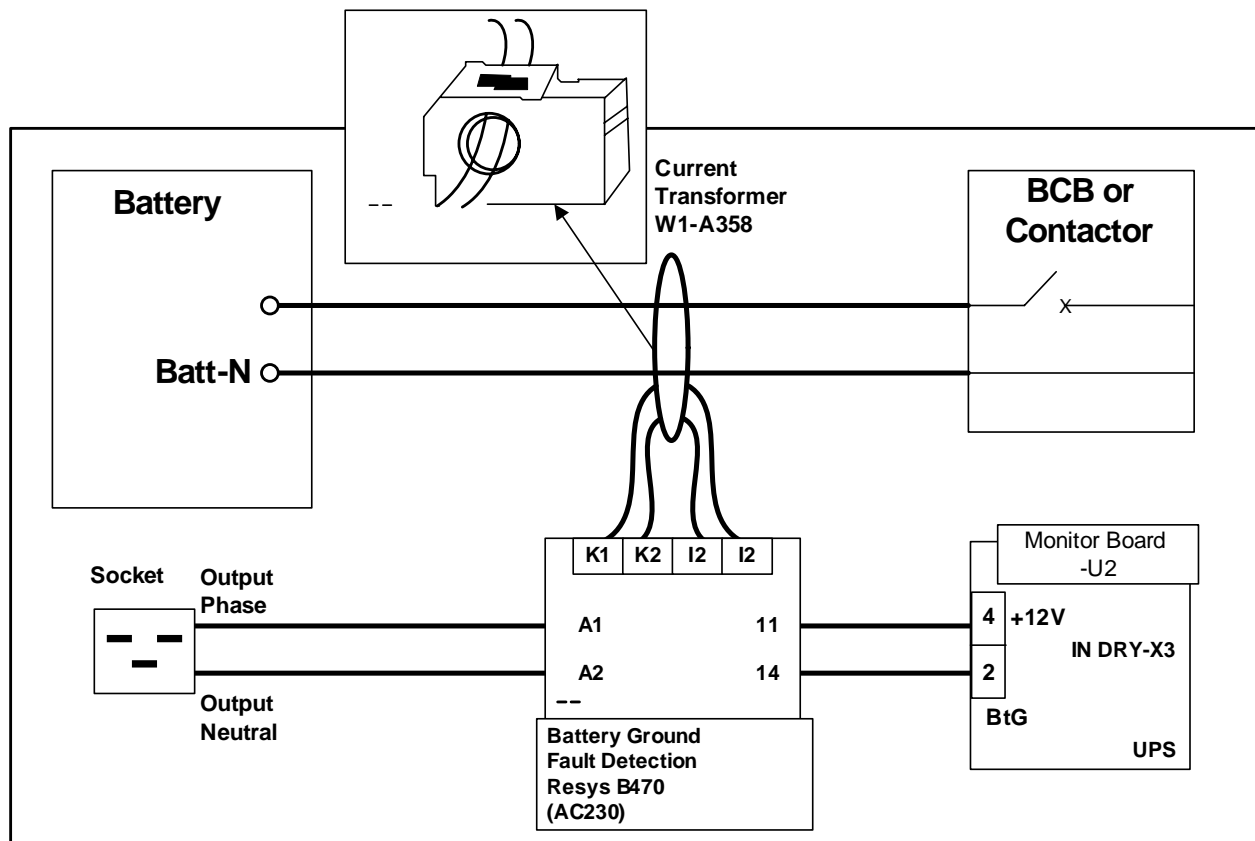 Battery
Batt-N
--
Current
Transformer
W1-A358
BCB or
Contactor
X
Socket
Output
Phase
Output
Neutral
K1 K2 I2 I2
A1 11
A2 14
--
Battery Ground
Fault Detection
Resys B470
(AC230)
Monitor Board
-U2
4 +12V
IN DRY-X3
2
BtG
UPS